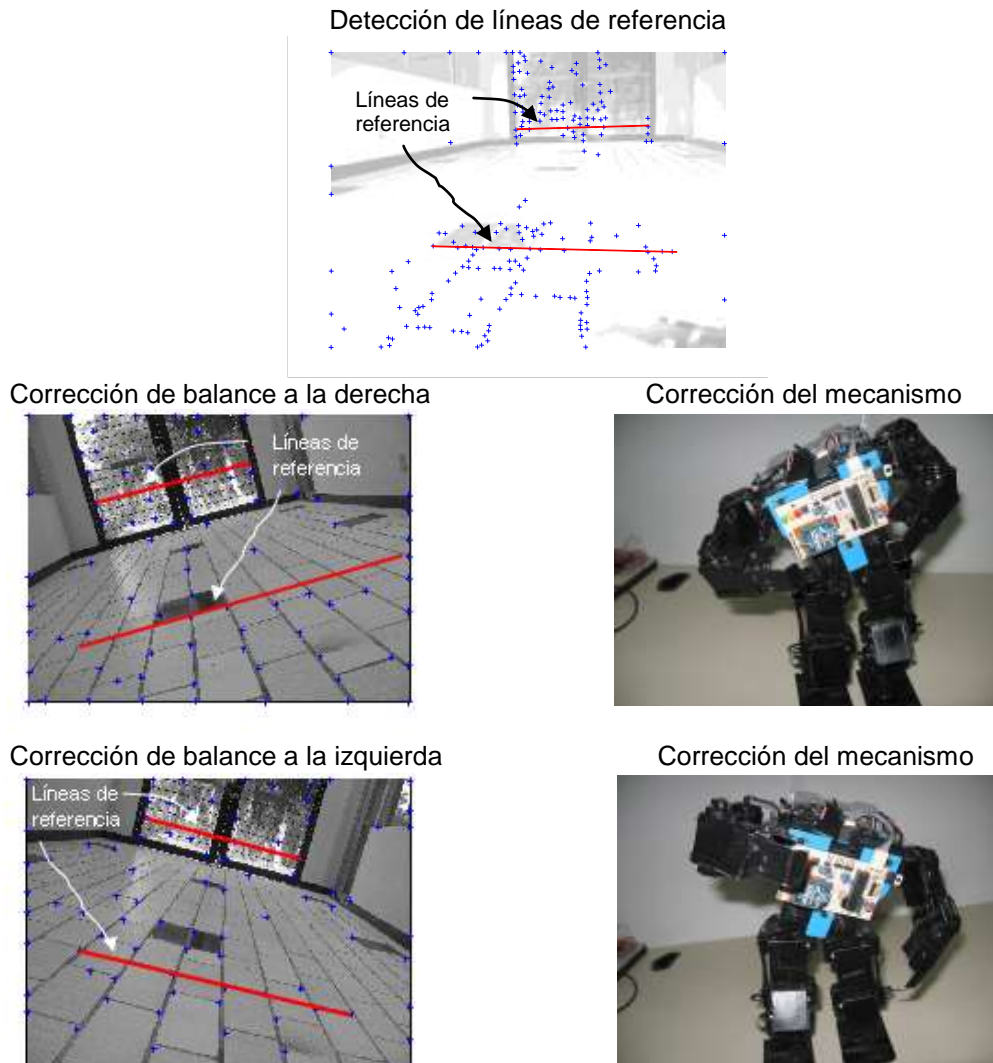 Detección de líneas de referencia
Líneas de
referencia
Corrección de balance a la derecha
Corrección del mecanismo
Líneas de
referencia
Corrección de balance a la izquierda
Corrección del mecanismo
Líneas de
referencia